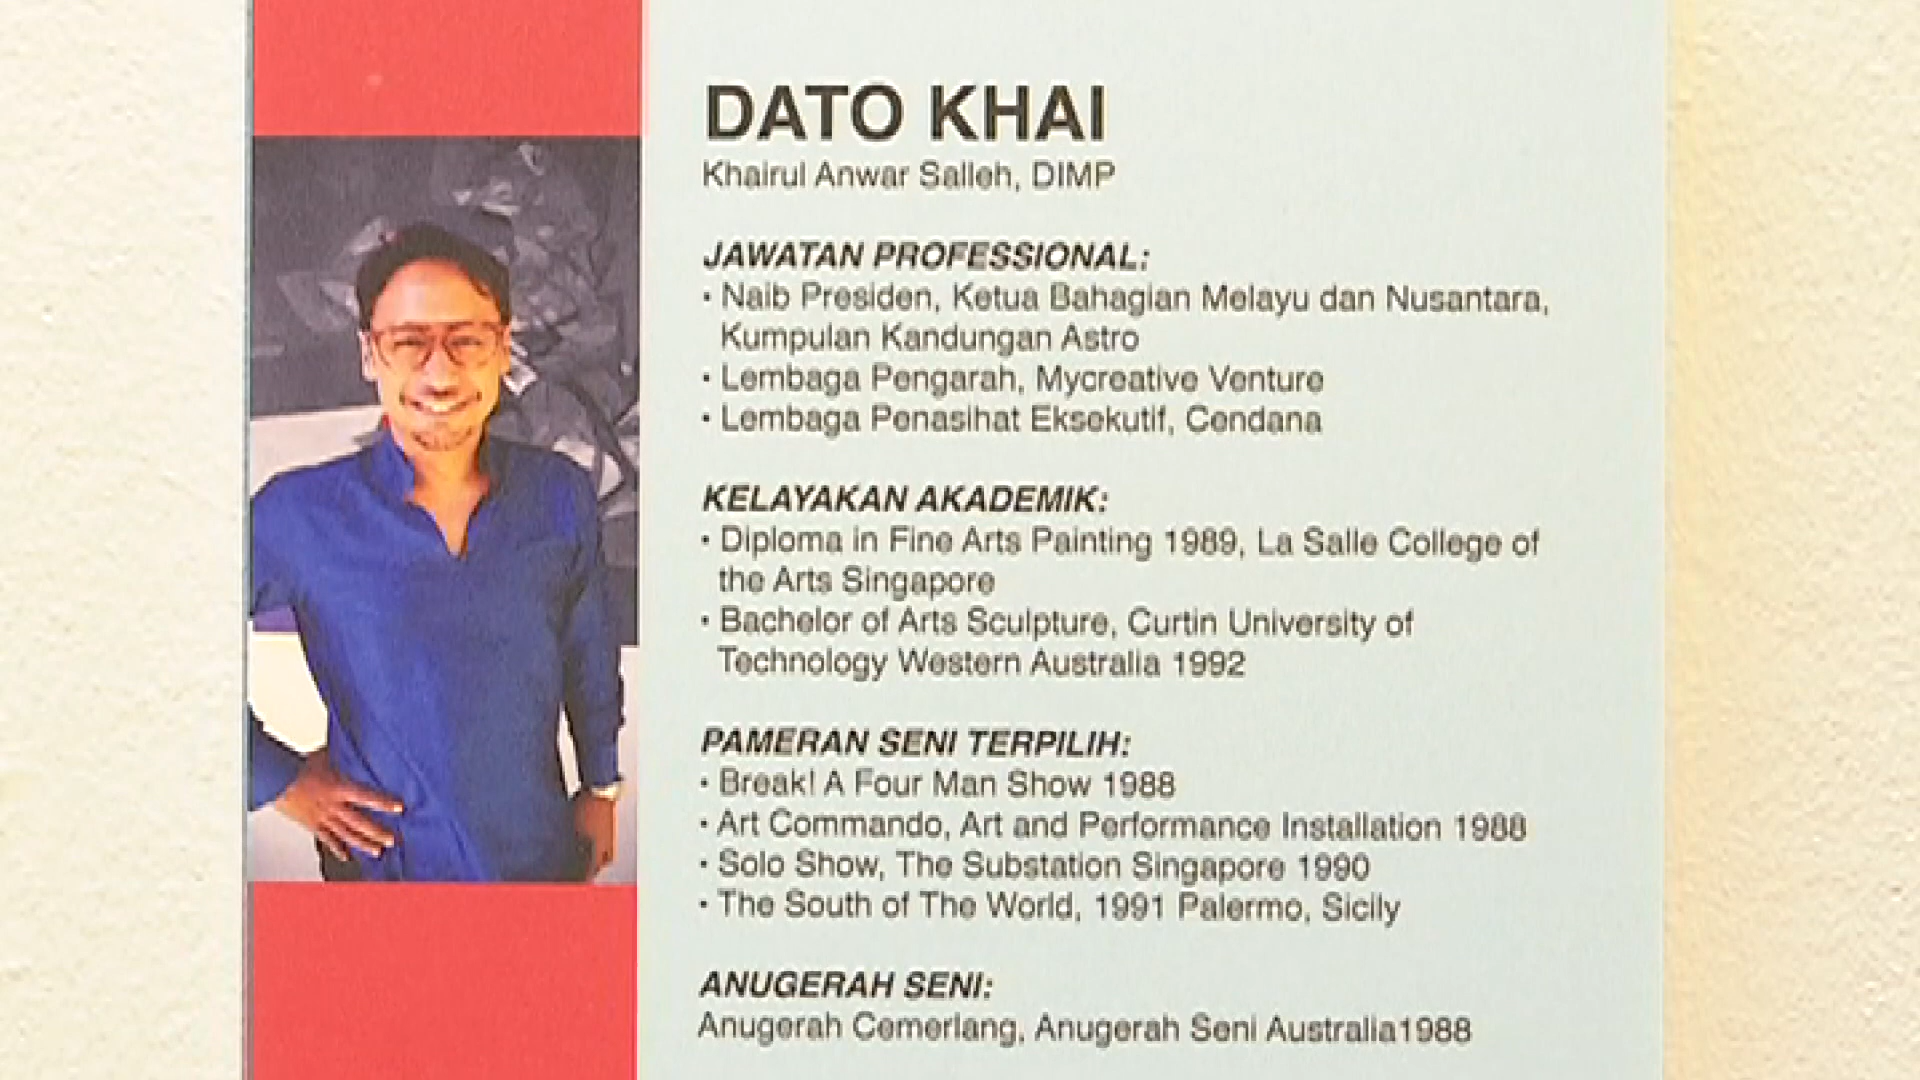 DATO KHAI
Khairul Anwar Salleh, DIMP
JAWATAN PROFESSIONAL:
• Naib Presiden, Ketua Bahagian Melayu dan Nusantara,
Kumpulan Kandungan Astro
• Lembaga Pengarah, Mycreative Venture
• Lembaga Penasihat Eksekutif, Cendana
KELAYAKAN AKADEMIK:
• Diploma in Fine Arts Painting 1989, La Salle College of
the Arts Singapore
• Bachelor of Arts Sculpture, Curtin University of
Technology Western Australia 1992
PAMERAN SENI TERPILIH:
• Break! A Four Man Show 1988
• Art Commando, Art and Performance Installation 1988
• Solo Show, The Substation Singapore 1990
• The South of The World, 1991 Palermo, Sicily
ANUGERAH SENI:
Anugerah Cemerlang, Anugerah Seni Australia1988